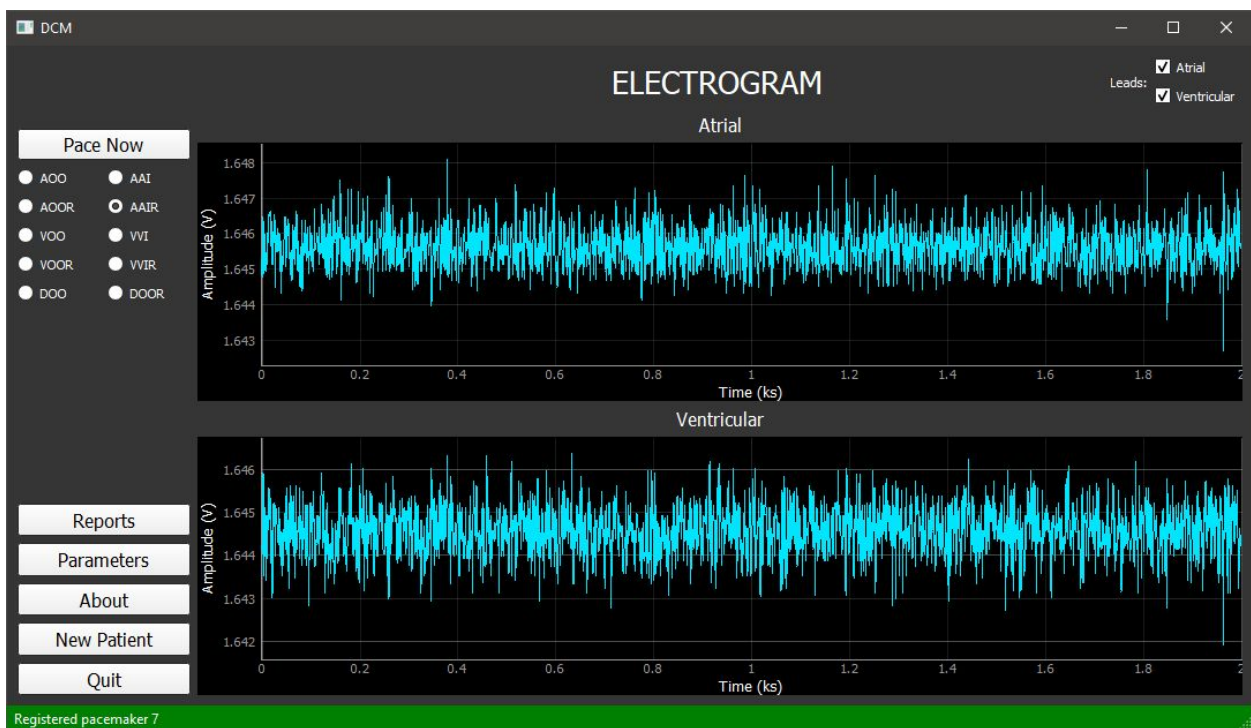 DCM
ELECTROGRAM
Leads:
Atrial
Ventricular
Pace Now
AOO AAI
AOOR AAIR
VOO VVI
VOOR VVIR
DOO DOOR
Reports
Parameters
About
New Patient
Quit
Atrial
Amplitude (V)
1.648
1.647
1.646
1.645
1.644
1.643
0 0.2 0.4 0.6 0.8 1 1.2 1.4 1.6 1.8 2
Time (ks)
Ventricular
Amplitude (V)
1.646
1.645
1.644
1.643
1.642
0 0.2 0.4 0.6 0.8 1 1.2 1.4 1.6 1.8 2
Time (ks)
Registered pacemaker 7